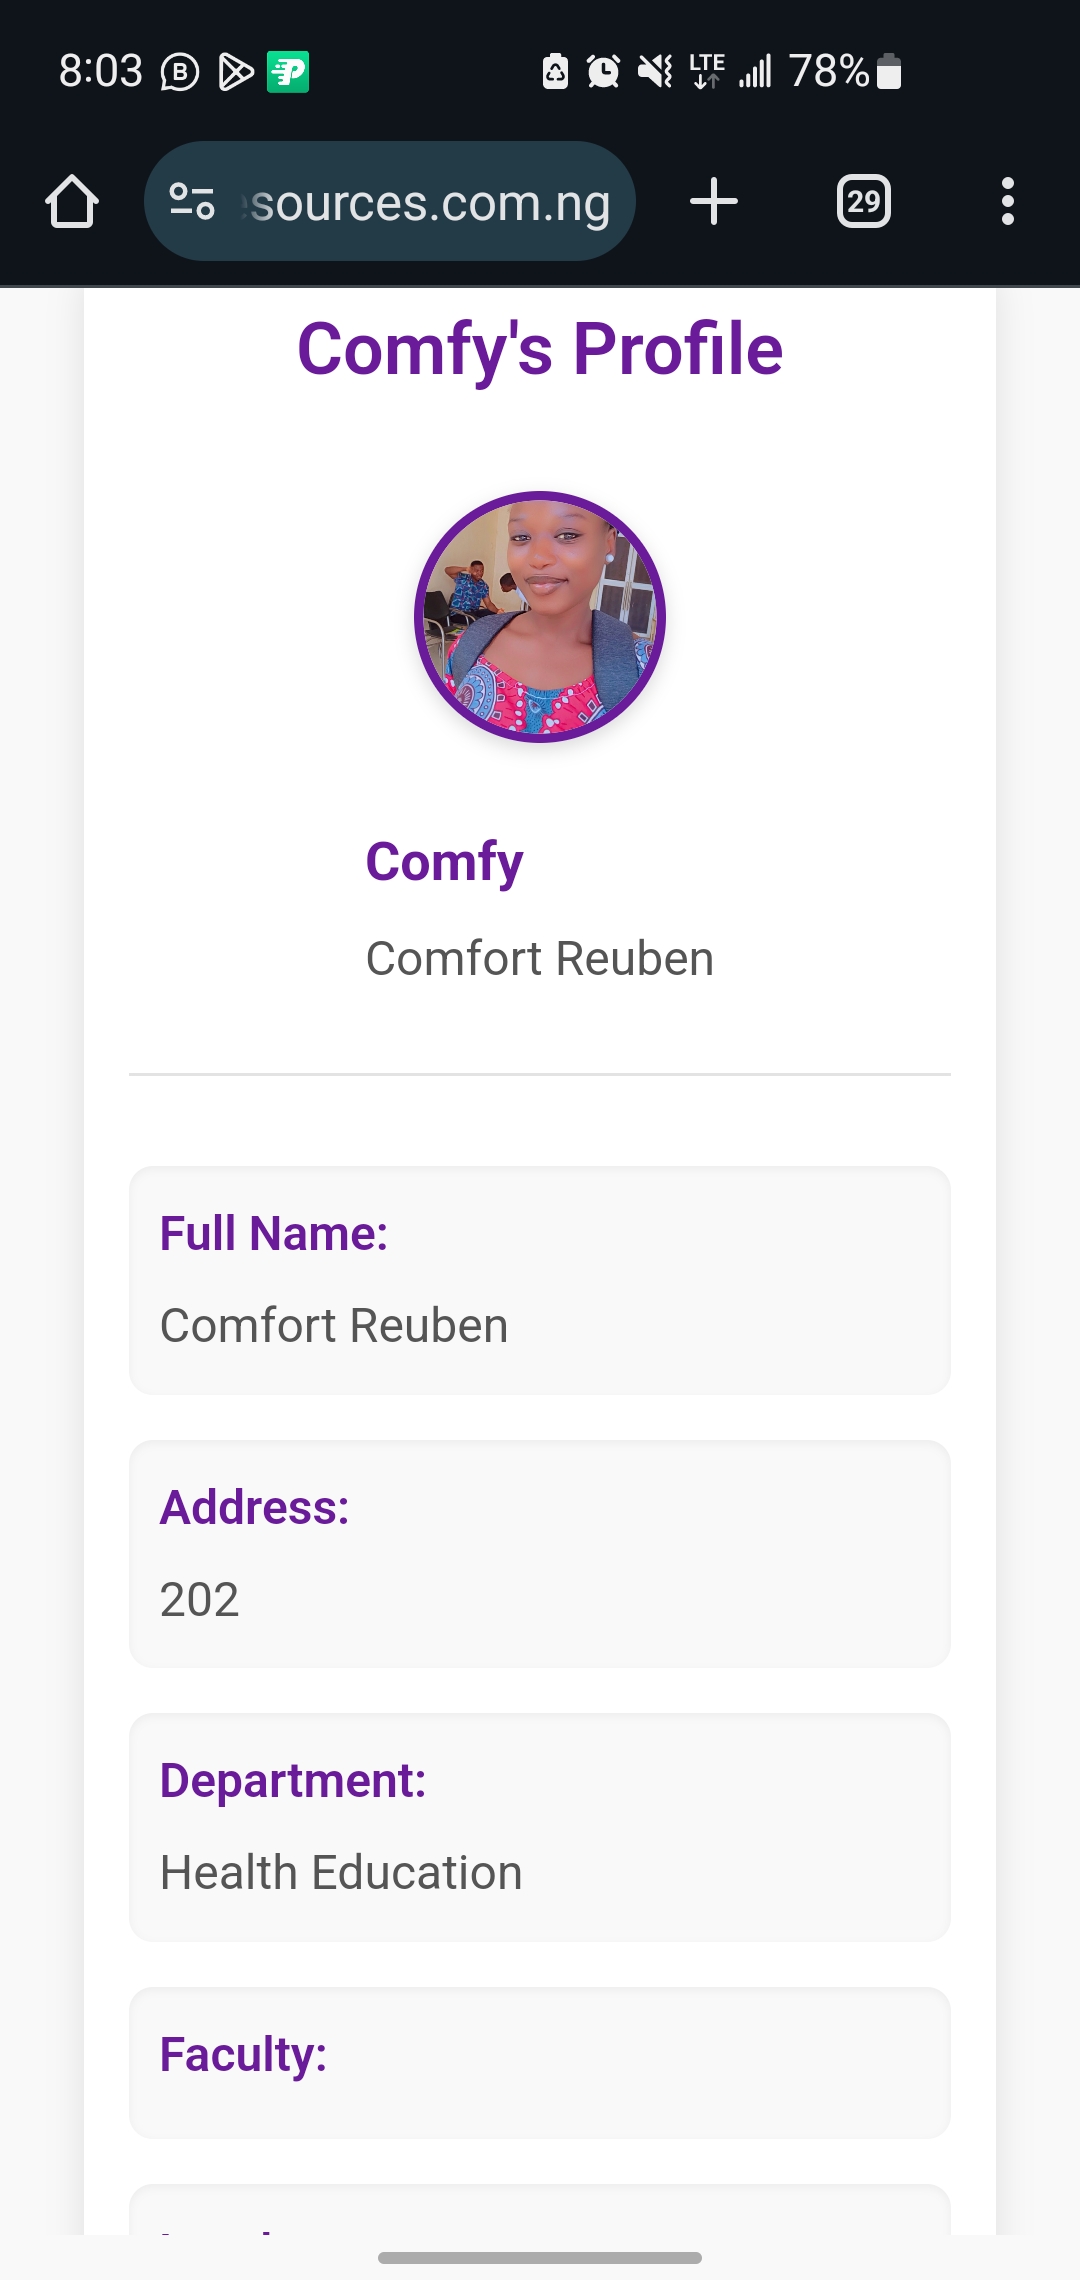 8:03 B LTE 78%
sources.com.ng 29
Comfy's Profile
Comfy
Comfort Reuben
Full Name:
Comfort Reuben
Address:
202
Department:
Health Education
Faculty: